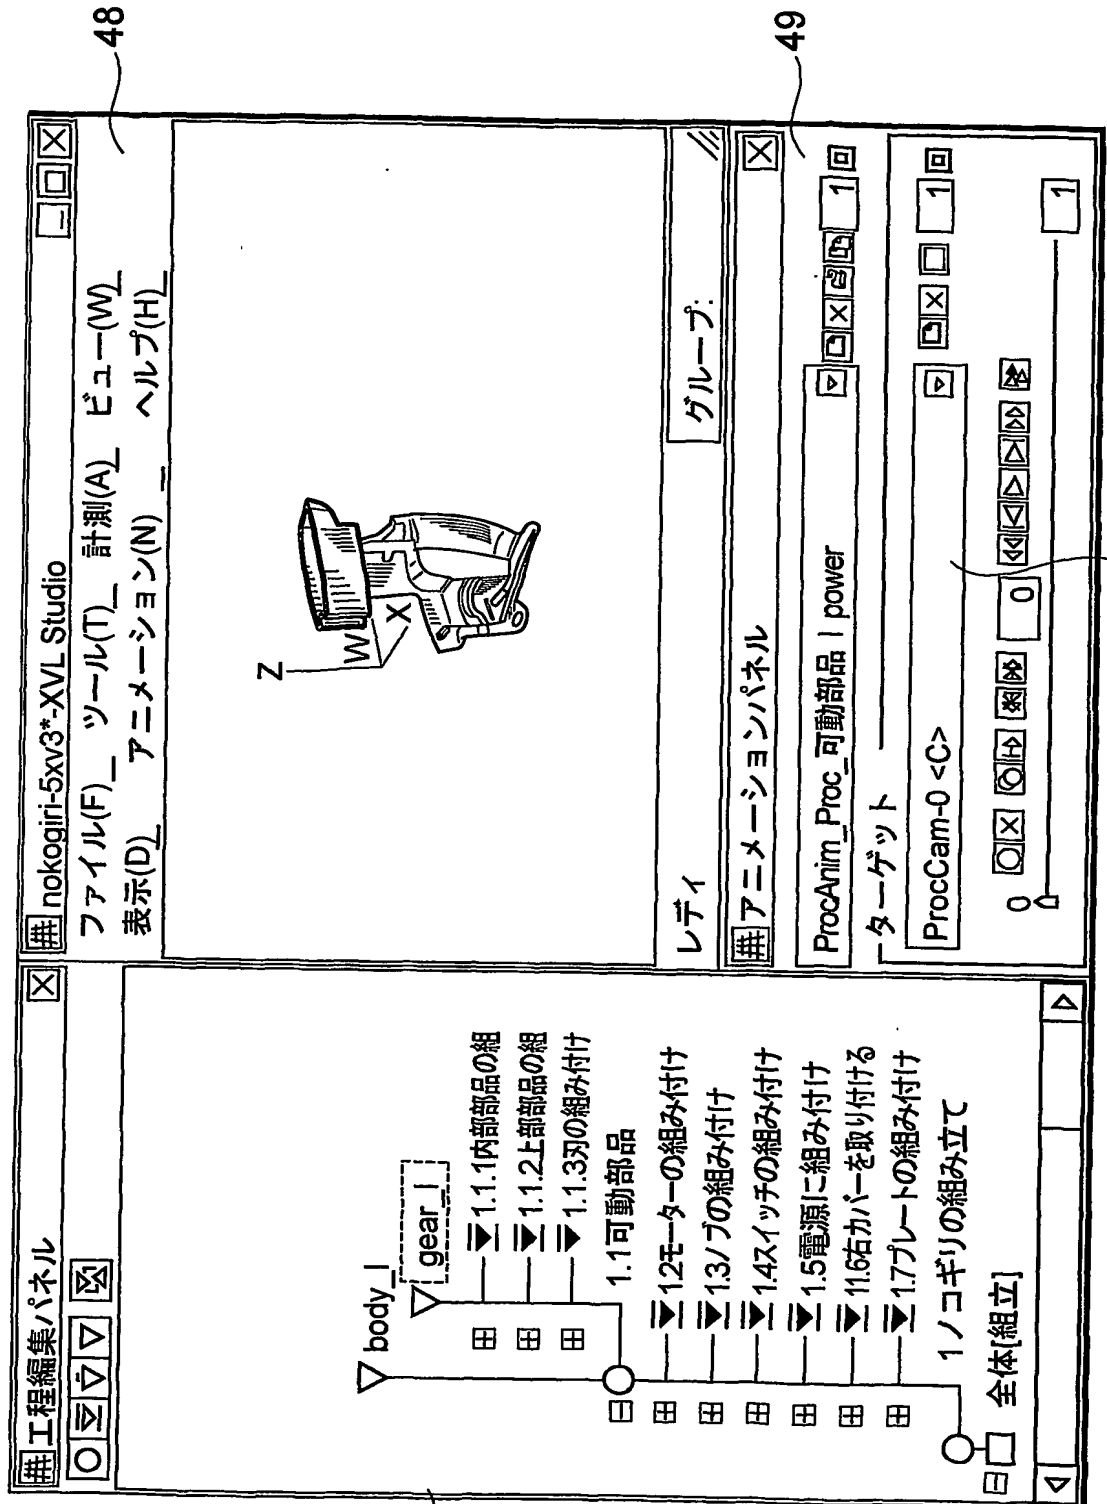 工程編集パネル
body_l
gear_l
1.1.1内部部品の組
1.1.2上部部品の組
1.1.3刃の組み付け
1.1可動部品
12モーターの組み付け
1.3ノブの組み付け
1.4スイッチの組み付け
1.5電源に組み付け
11.6右カバーを取り付ける
1.7プレートの組み付け
1ノコギリの組み立て
全体[組立]
nokogiri-5xv3*-XVL Studio
ファイル(F)_ ツール(T)_ 計測(A)_ ビュー(W)_
表示(D)_ アニメーション(N)_ _ ヘルプ(H)_
Z
W
X
レディ
グループ:
アニメーションパネル
ProcAnim_Proc_可動部品 | power
1
ターゲット
ProcCam-0 <C>
1
0
0
1
48
49